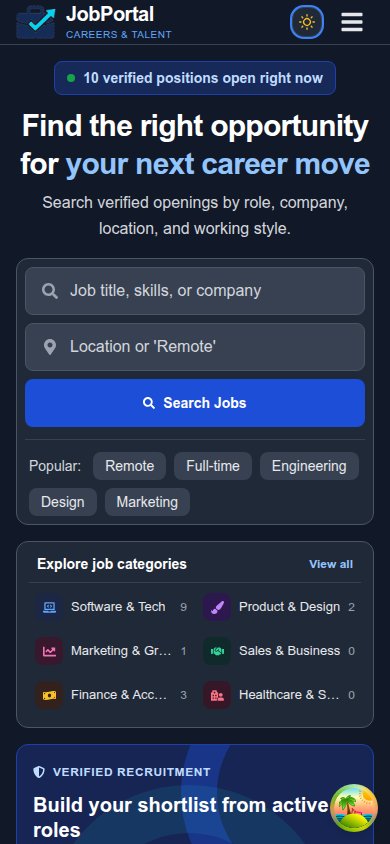 JobPortal
CAREERS & TALENT
10 verified positions open right now
Find the right opportunity
for your next career move
Search verified openings by role, company,
location, and working style.
Job title, skills, or company
Location or 'Remote'
Search Jobs
Popular: Remote Full-time Engineering
Design Marketing
Explore job categories View all
Software & Tech 9 Product & Design 2
Marketing & Gr... 1 Sales & Business 0
Finance & Acc... 3 Healthcare & S... 0
VERIFIED RECRUITMENT
Build your shortlist from active
roles